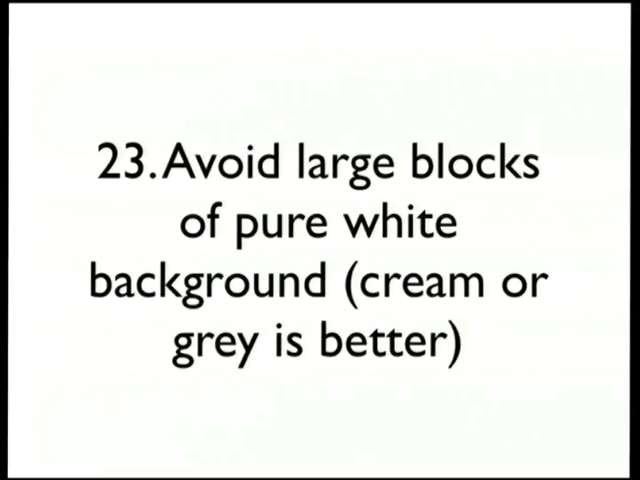 23. Avoid large blocks
of pure white
background (cream or
grey is better)